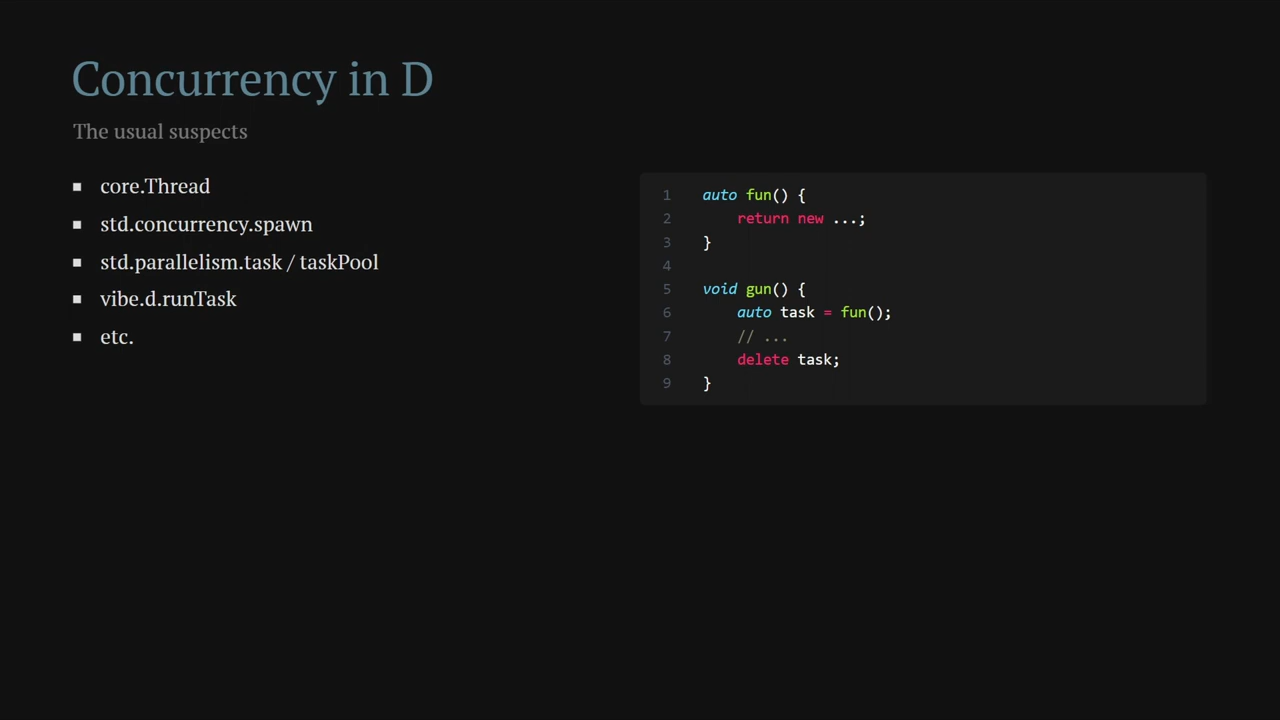 Concurrency in D
The usual suspects
▪ core.Thread
▪ std.concurrency.spawn
▪ std.parallelism.task / taskPool
▪ vibe.d.runTask
▪ etc.
1 auto fun() {
2     return new ...;
3 }
4
5 void gun() {
6     auto task = fun();
7     // ...
8     delete task;
9 }